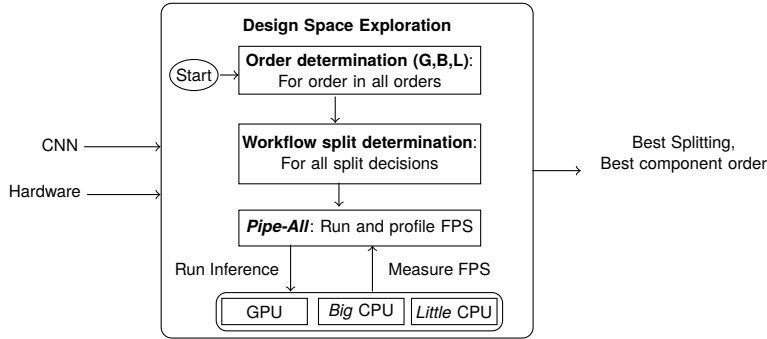 Design Space Exploration
Start
Order determination (G,B,L):
For order in all orders
Workflow split determination:
For all split decisions
Pipe-All: Run and profile FPS
Run Inference
Measure FPS
GPU
Big CPU
Little CPU
CNN
Hardware
Best Splitting,
Best component order